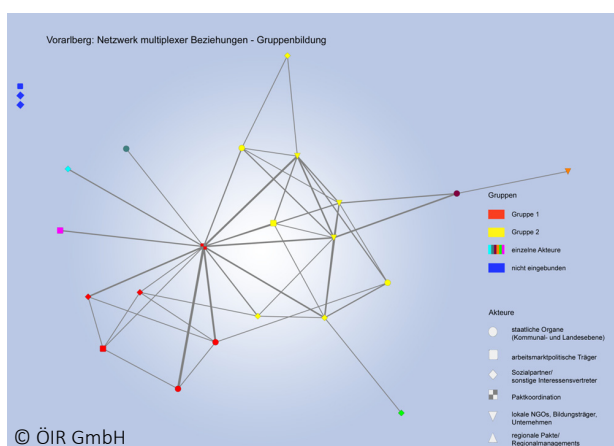 Vorarlberg: Netzwerk multiplexer Beziehungen - Gruppenbildung
Gruppen
Gruppe 1
Gruppe 2
einzelne Akteure
nicht eingebunden
Akteure
staatliche Organe
(Kommunal- und Landesebene)
arbeitsmarktpolitische Träger
Sozialpartner/
sonstige Interessensvertreter
Paktkoordination
lokale NGOs, Bildungsträger,
Unternehmen
regionale Pakte/
Regionalmanagements
© ÖIR GmbH